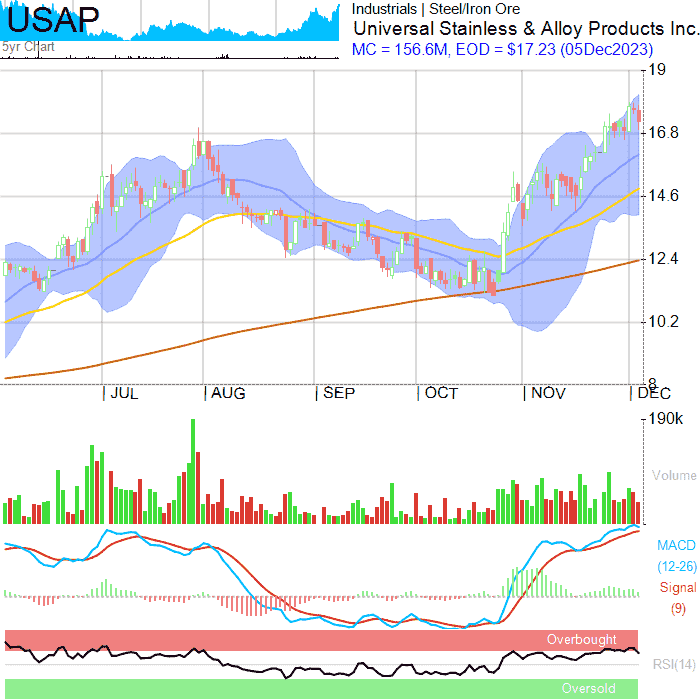 USAP
5yr Chart
Industrials | Steel/Iron Ore
Universal Stainless & Alloy Products Inc.
MC = 156.6M, EOD = $17.23 (05Dec2023)
19
16.8
14.6
12.4
10.2
8
JUL
AUG
SEP
OCT
NOV
DEC
190k
Volume
MACD
(12-26)
Signal
(9)
Overbought
RSI(14)
Oversold